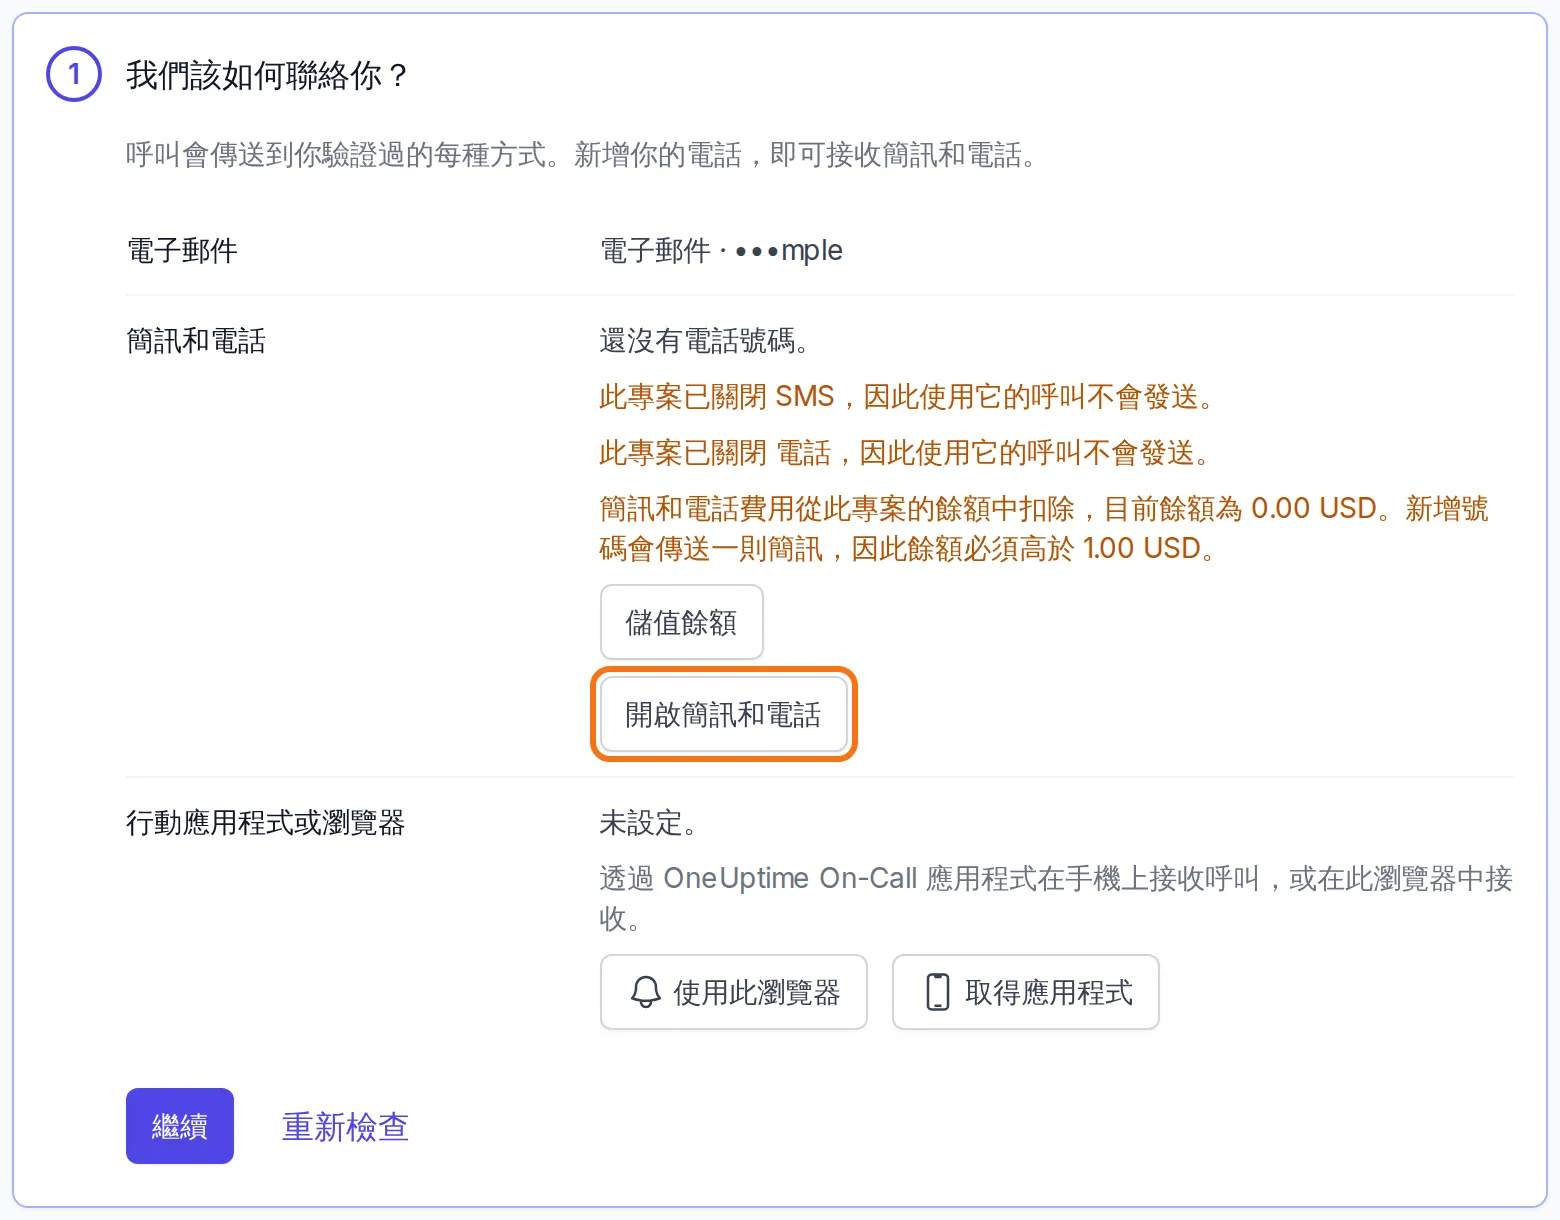 1
我們該如何聯絡你？
呼叫會傳送到你驗證過的每種方式。新增你的電話，即可接收簡訊和電話。
電子郵件
電子郵件 · •••mple
簡訊和電話
還沒有電話號碼。
此專案已關閉 SMS，因此使用它的呼叫不會發送。
此專案已關閉 電話，因此使用它的呼叫不會發送。
簡訊和電話費用從此專案的餘額中扣除，目前餘額為 0.00 USD。新增號
碼會傳送一則簡訊，因此餘額必須高於 1.00 USD。
儲值餘額
開啟簡訊和電話
行動應用程式或瀏覽器
未設定。
透過 OneUptime On-Call 應用程式在手機上接收呼叫，或在此瀏覽器中接
收。
使用此瀏覽器
取得應用程式
繼續
重新檢查